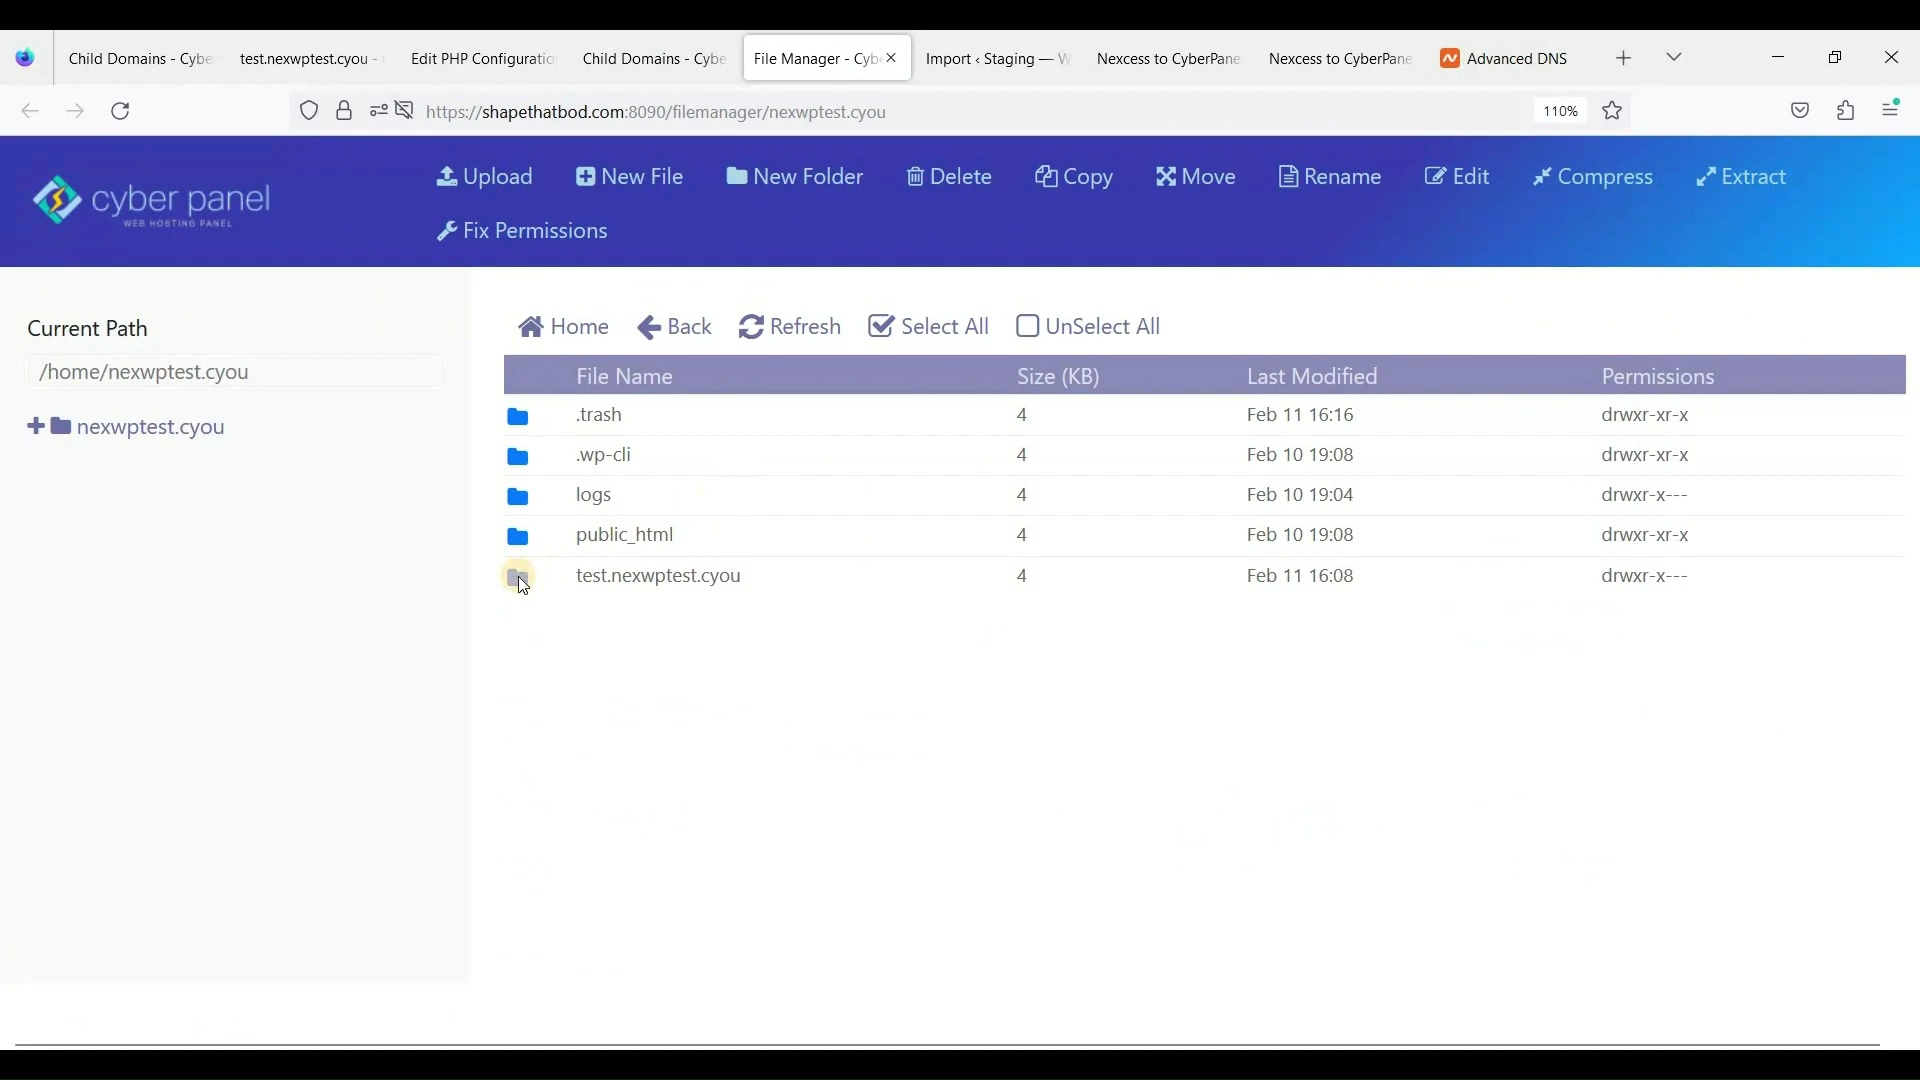 Child Domains - Cybe
test.nexwptest.cyou -
Edit PHP Configuratio
Child Domains - Cybe
File Manager - Cybe
Import ‹ Staging — W
Nexcess to CyberPane
Nexcess to CyberPane
Advanced DNS
https://shapethatbod.com:8090/filemanager/nexwptest.cyou
110%
cyber panel
WEB HOSTING PANEL
Upload
New File
New Folder
Delete
Copy
Move
Rename
Edit
Compress
Extract
Fix Permissions
Current Path
/home/nexwptest.cyou
nexwptest.cyou
Home
Back
Refresh
Select All
UnSelect All
File Name Size (KB) Last Modified Permissions
.trash 4 Feb 11 16:16 drwxr-xr-x
.wp-cli 4 Feb 10 19:08 drwxr-xr-x
logs 4 Feb 10 19:04 drwxr-x---
public_html 4 Feb 10 19:08 drwxr-xr-x
test.nexwptest.cyou 4 Feb 11 16:08 drwxr-x---